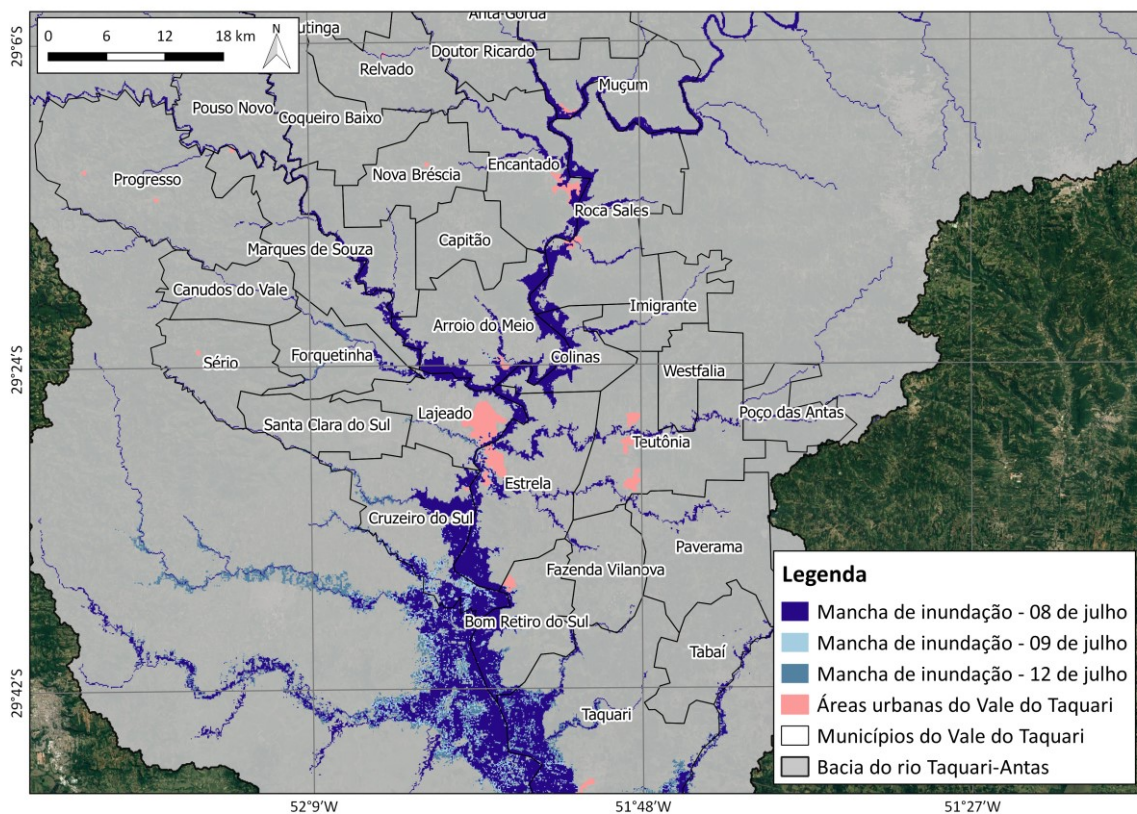 0 6 12 18 km
N
utinga
Anta Gorda
Doutor Ricardo
Relvado
Muçum
Pouso Novo
Coqueiro Baixo
Encantado
Nova Bréscia
Progresso
Roca Sales
Capitão
Marques de Souza
Canudos do Vale
Imigrante
Arroio do Meio
Forquetinha
Colinas
Sério
Westfalia
Lajeado
Poço das Antas
Santa Clara do Sul
Teutônia
Estrela
Cruzeiro do Sul
Paverama
Fazenda Vilanova
Bom Retiro do Sul
Tabaí
Taquari
29°6'S
29°24'S
29°42'S
52°9'W
51°48'W
51°27'W
Legenda
Mancha de inundação - 08 de julho
Mancha de inundação - 09 de julho
Mancha de inundação - 12 de julho
Áreas urbanas do Vale do Taquari
Municípios do Vale do Taquari
Bacia do rio Taquari-Antas